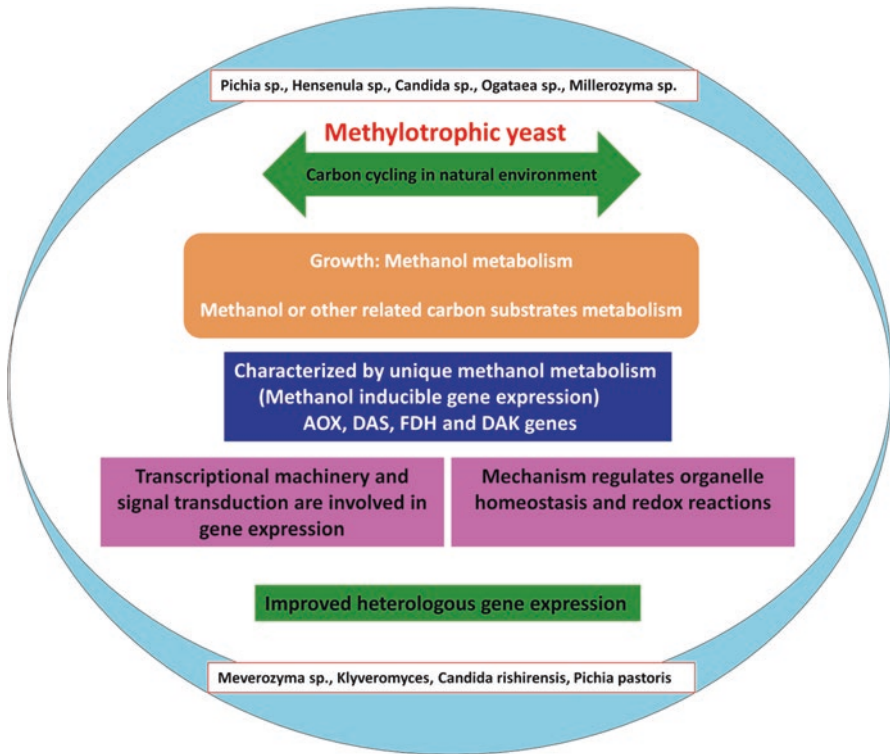 Pichia sp., Hensenula sp., Candida sp., Ogataea sp., Millerozyma sp.
Methylotrophic yeast
Carbon cycling in natural environment
Growth: Methanol metabolism
Methanol or other related carbon substrates metabolism
Characterized by unique methanol metabolism
(Methanol inducible gene expression)
AOX, DAS, FDH and DAK genes
Transcriptional machinery and
signal transduction are involved in
gene expression
Mechanism regulates organelle
homeostasis and redox reactions
Improved heterologous gene expression
Meverozyma sp., Klyveromyces, Candida rishirensis, Pichia pastoris